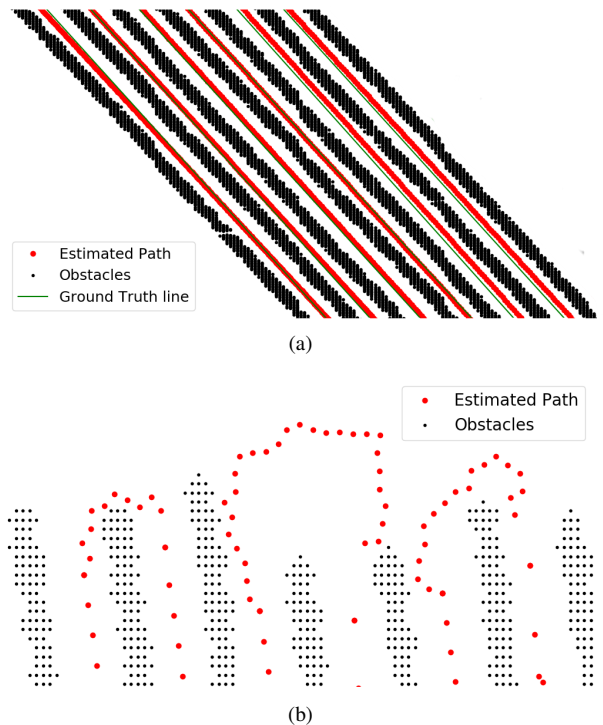 Estimated Path
Obstacles
Ground Truth line
(a)
Estimated Path
Obstacles
(b)